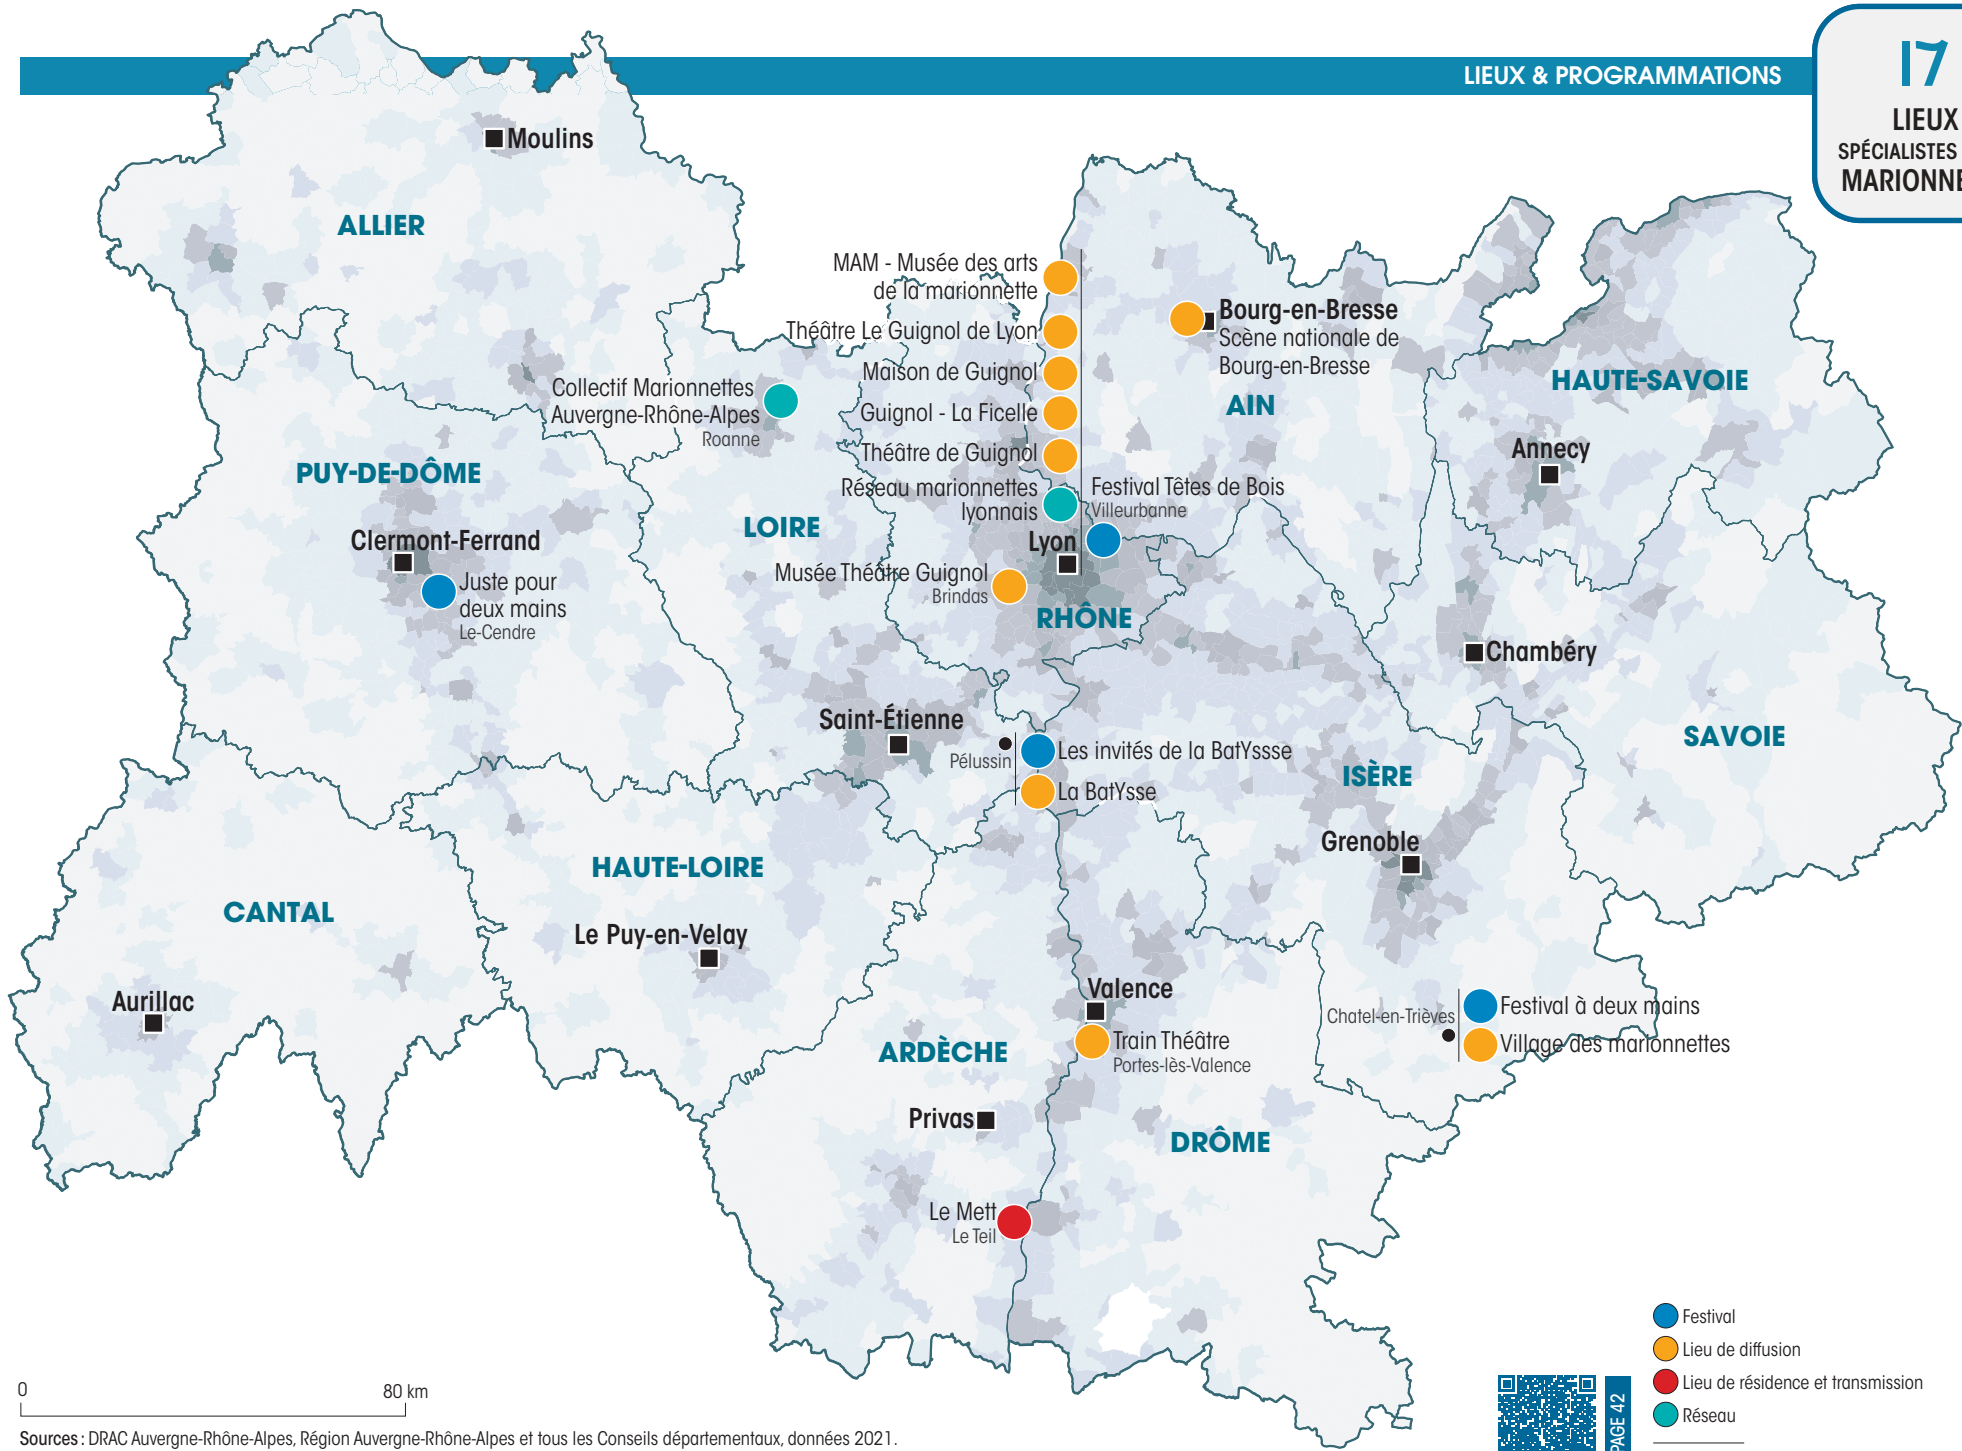 LIEUX & PROGRAMMATIONS
17
LIEUX
SPÉCIALISTES
Moulins
ALLIER
MAM - Musée des arts
de la marionnette
Théâtre Le Guignol de Lyon
Maison de Guignol
Guignol - La Ficelle
Théâtre de Guignol
Réseau marionnettes
lyonnais
Bourg-en-Bresse
Scène nationale de
Bourg-en-Bresse
AIN
HAUTE-SAVOIE
Annecy
Collectif Marionnettes
Auvergne-Rhône-Alpes
Roanne
PUY-DE-DÔME
Clermont-Ferrand
Juste pour
deux mains
Le-Cendre
LOIRE
Festival Têtes de Bois
Villeurbanne
Lyon
Musée Théâtre Guignol
Brindas
RHÔNE
Chambéry
Saint-Étienne
Pélussin
Les invités de la BatYssse
La BatYsse
ISÈRE
SAVOIE
Grenoble
HAUTE-LOIRE
CANTAL
Le Puy-en-Velay
Aurillac
Valence
Train Théâtre
Portes-lès-Valence
Chatel-en-Trièves
Festival à deux mains
Village des marionnettes
ARDÈCHE
Privas
DRÔME
Le Mett
Le Teil
Festival
Lieu de diffusion
Lieu de résidence et transmission
Réseau
PAGE 42
0
80 km
Sources : DRAC Auvergne-Rhône-Alpes, Région Auvergne-Rhône-Alpes et tous les Conseils départementaux, données 2021.